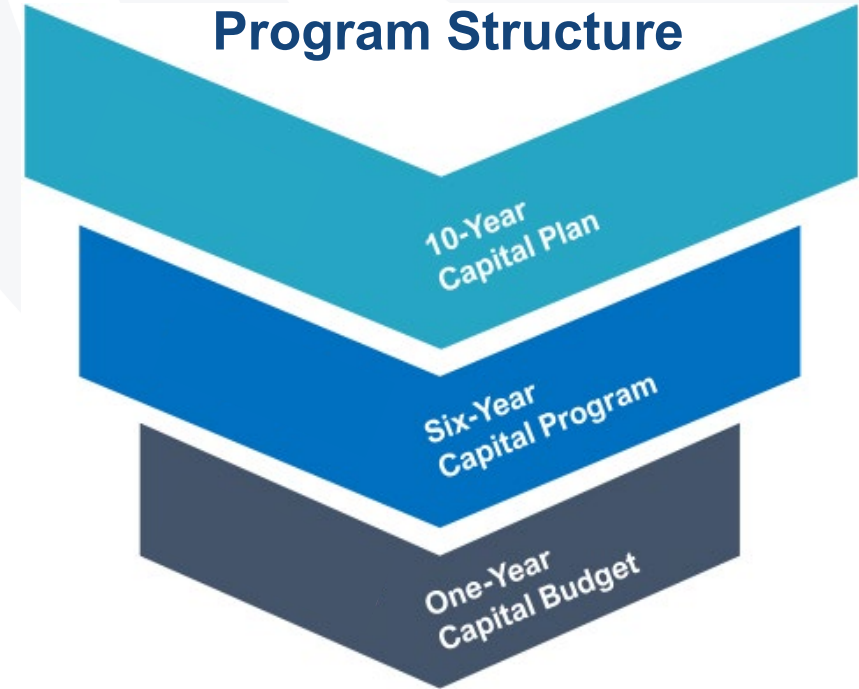 Program Structure
10-Year
Capital Plan
Six-Year
Capital Program
One-Year
Capital Budget